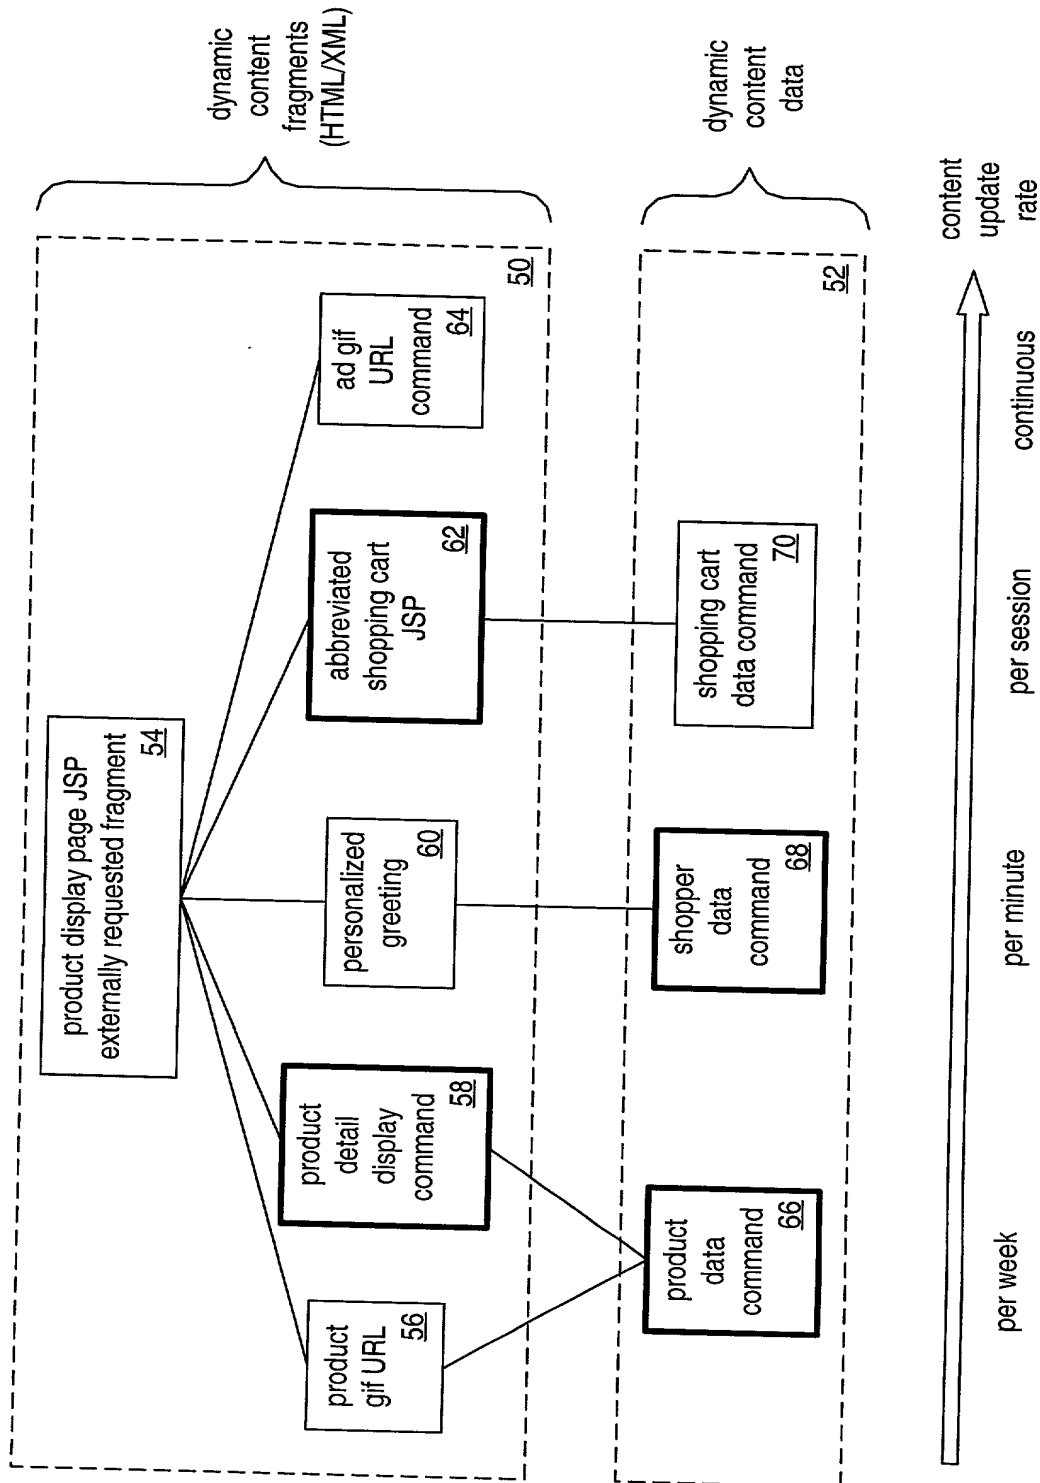 product display page JSP
externally requested fragment
54
product
gif URL
56
product
detail
display
command
58
personalized
greeting
60
abbreviated
shopping cart
JSP
62
ad gif
URL
command
64
50
dynamic
content
fragments
(HTML/XML)
product
data
command
66
shopper
data
command
68
shopping cart
data command
70
52
dynamic
content
data
per week
per minute
per session
continuous
content
update
rate